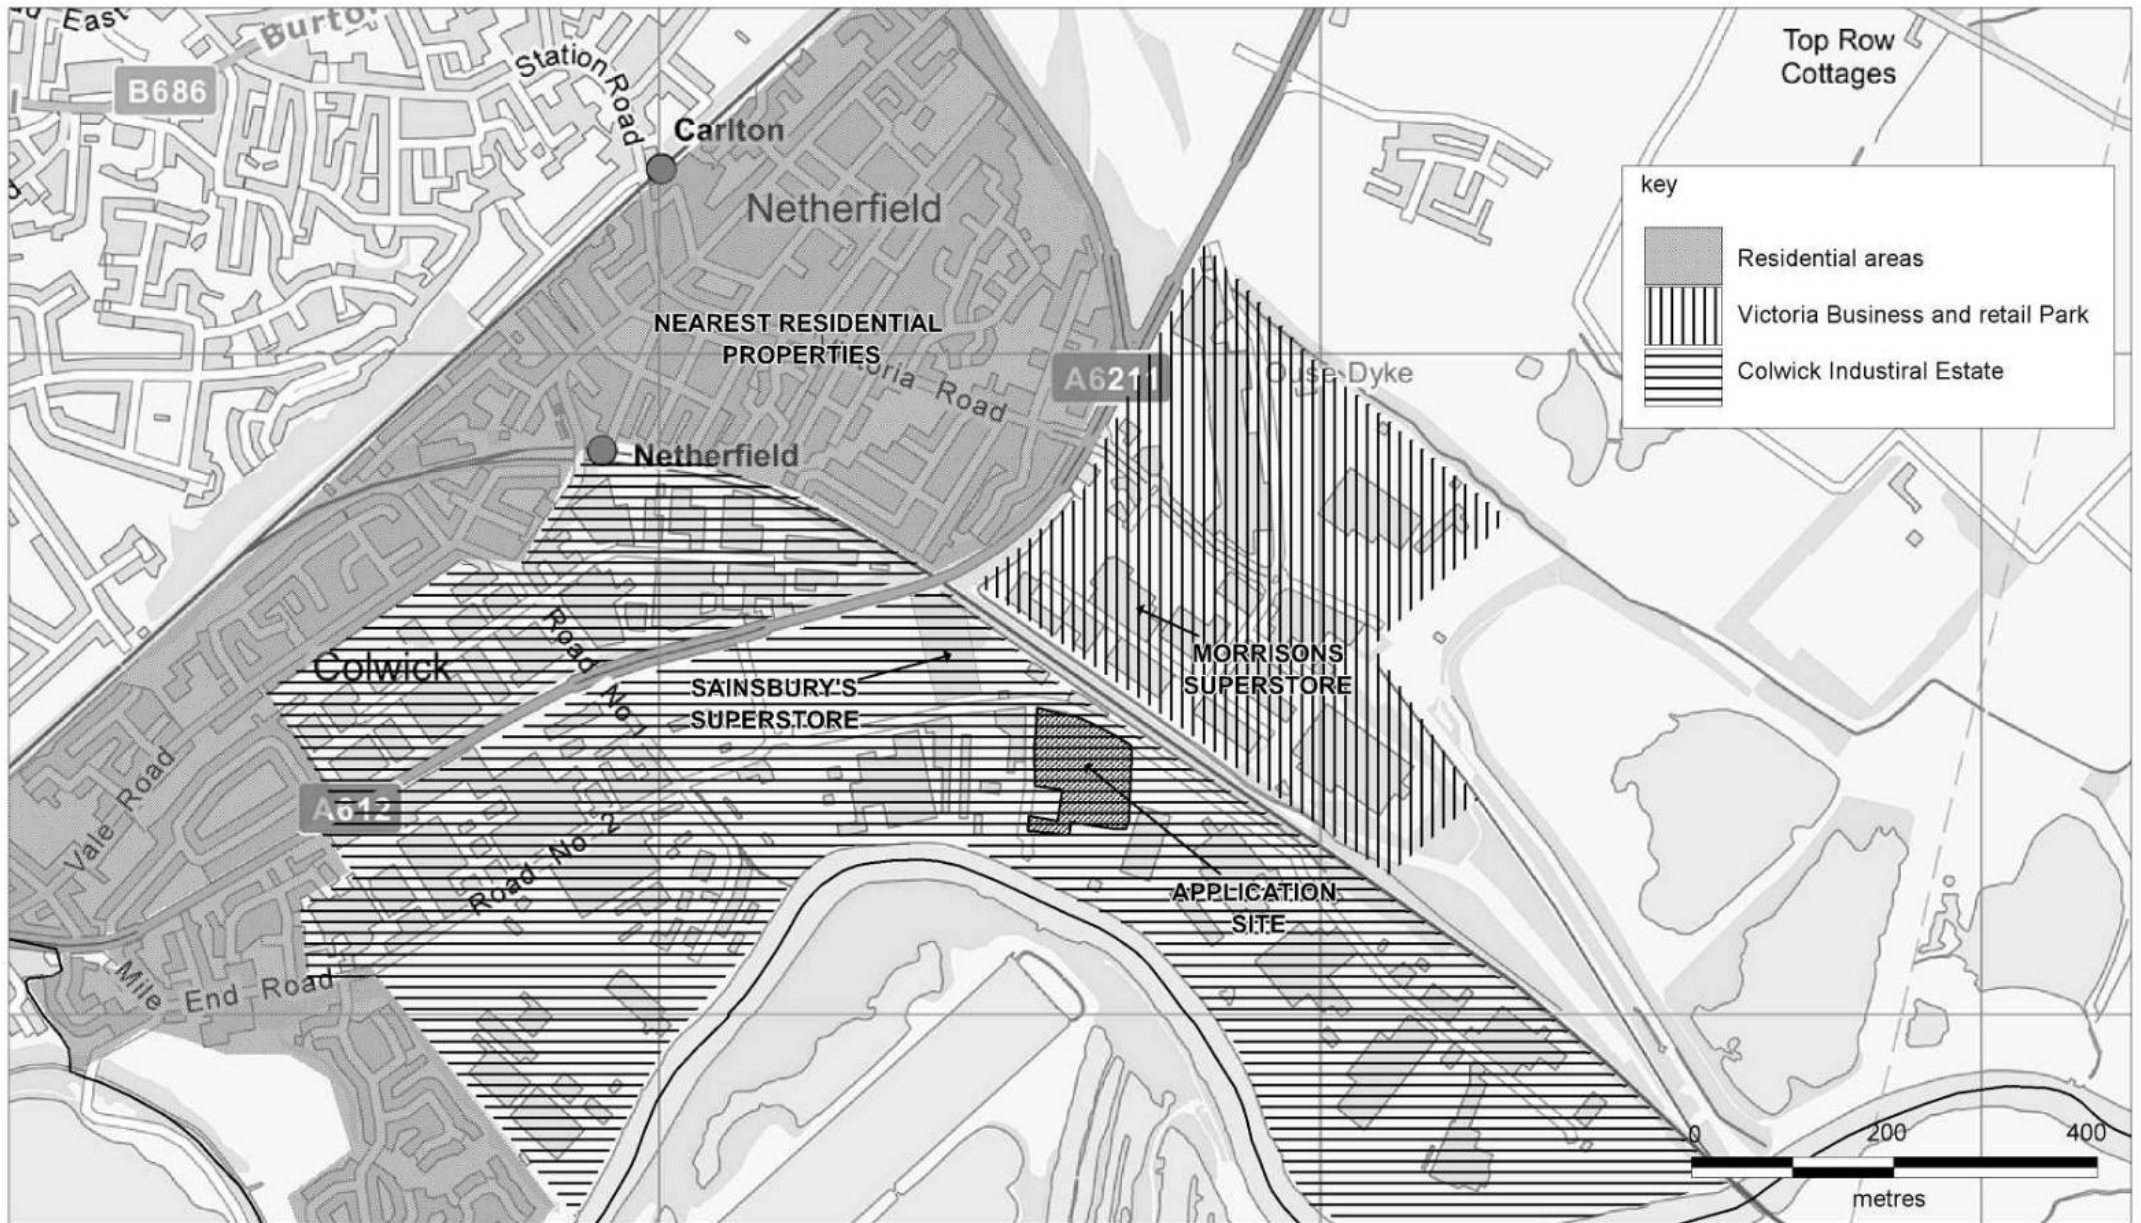 East
Burto
Station Road
B686
Top Row
Cottages
Carlton
key
Netherfield
Residential areas
Victoria Business and retail Park
Colwick Industiral Estate
NEAREST RESIDENTIAL
PROPERTIES
Victoria Road
A6211
Ouse Dyke
Netherfield
Road No 1
Colwick
MORRISONS
SUPERSTORE
SAINSBURY'S
SUPERSTORE
Vale Road
A612
Road No 2
APPLICATION
SITE
Mile End Road
0 200 400
metres